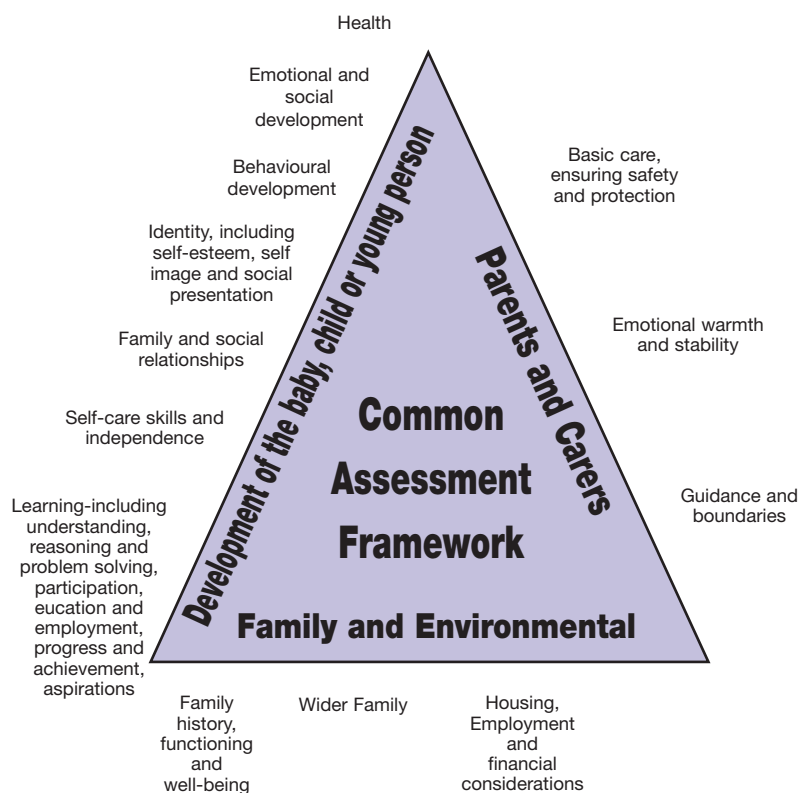 Health
Emotional and
social
development
Behavioural
development
Identity, including
self-esteem, self
image and social
presentation
Family and social
relationships
Self-care skills and
independence
Learning-including
understanding,
reasoning and
problem solving,
participation,
eucation and
employment,
progress and
achievement,
aspirations
Development of the baby, child or young person
Common
Assessment
Framework
Parents and Carers
Basic care,
ensuring safety
and protection
Emotional warmth
and stability
Guidance and
boundaries
Family and Environmental
Family
history,
functioning
and
well-being
Wider Family
Housing,
Employment
and
financial
considerations